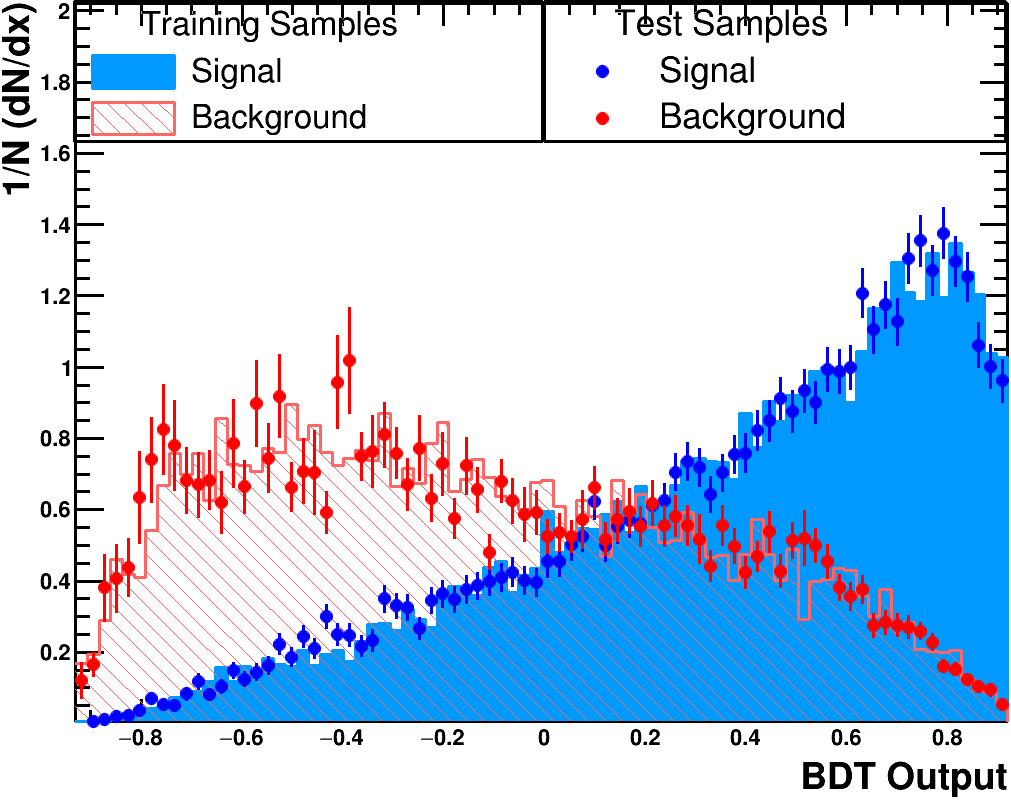 1/N (dN/dx)
2
1.8
1.6
1.4
1.2
1
0.8
0.6
0.4
0.2
Training Samples
Signal
Background
Test Samples
Signal
Background
−0.8 −0.6 −0.4 −0.2 0 0.2 0.4 0.6 0.8
BDT Output